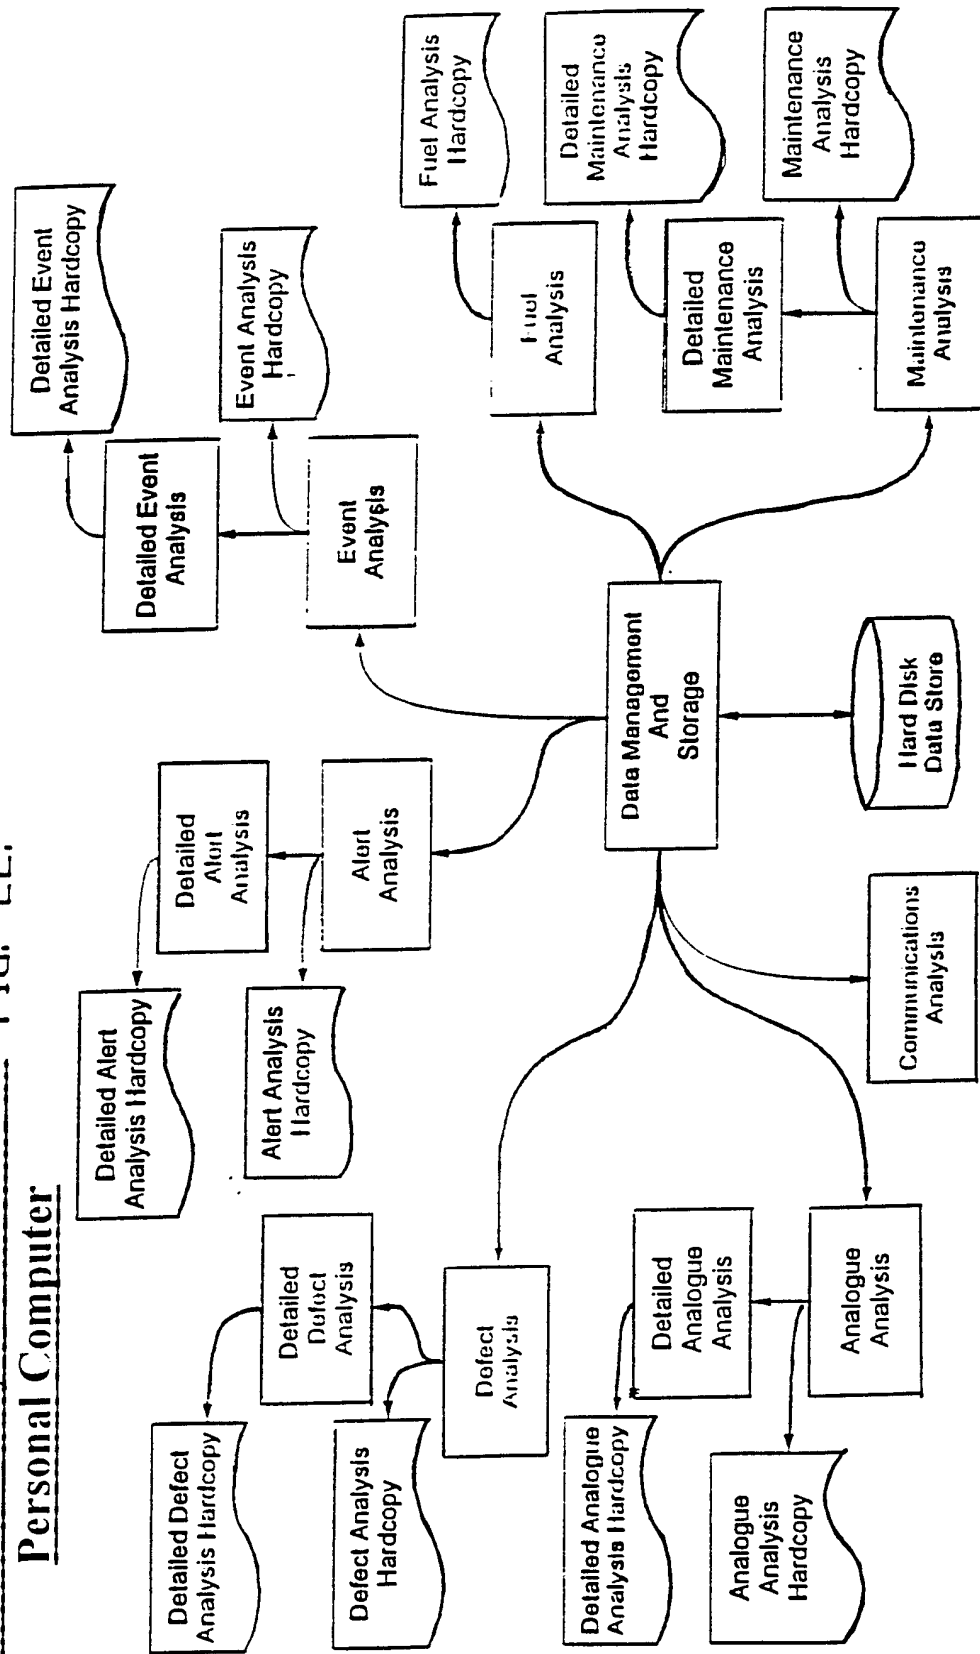 Personal Computer
Detailed Defect
Analysis Hardcopy
Detailed
Defect
Analysis
Defect Analysis
Hardcopy
Defect
Analysis
Detailed Analogue
Analysis Hardcopy
Detailed
Analogue
Analysis
Analogue
Analysis
Hardcopy
Analogue
Analysis
Detailed Alert
Analysis Hardcopy
Detailed
Alert
Analysis
Alert Analysis
Hardcopy
Alert
Analysis
Communications
Analysis
Data Management
And
Storage
Hard Disk
Data Store
Detailed Event
Analysis Hardcopy
Detailed Event
Analysis
Event Analysis
Hardcopy
Event
Analysis
Fuel Analysis
Hardcopy
Fuel
Analysis
Detailed
Maintenance
Analysis
Hardcopy
Detailed
Maintenance
Analysis
Maintenance
Analysis
Hardcopy
Maintenance
Analysis